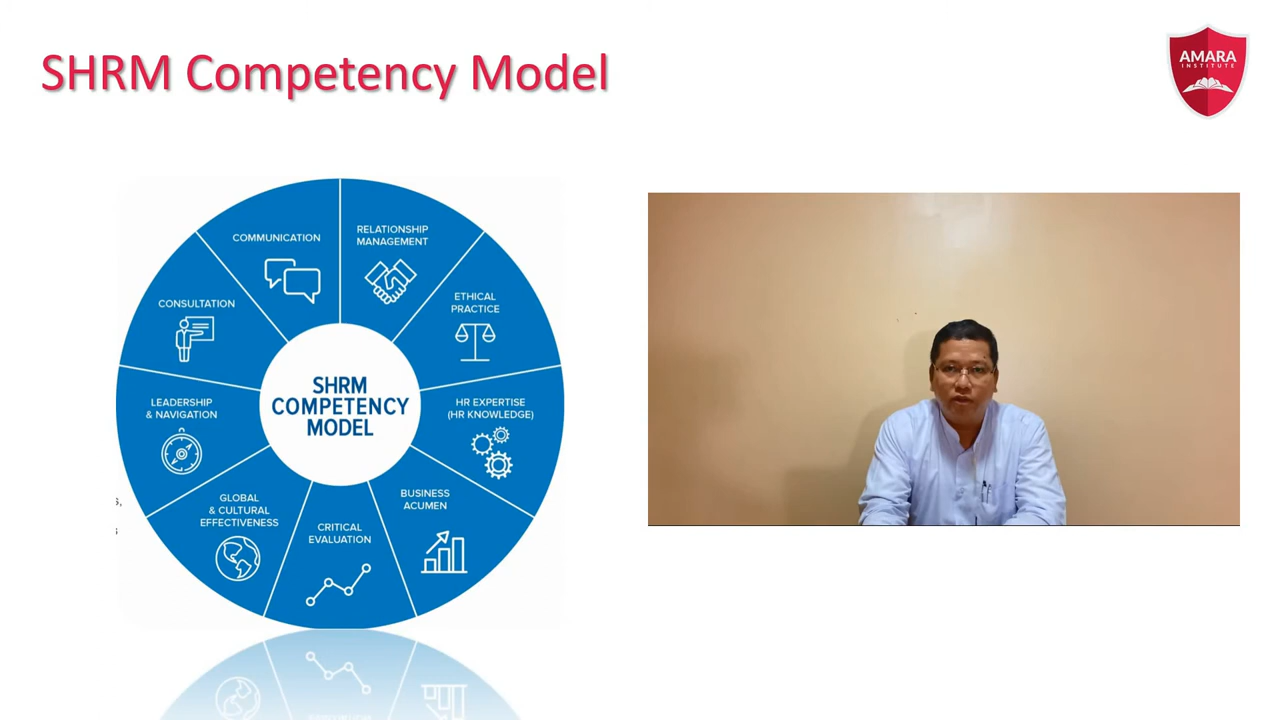 SHRM Competency Model
AMARA
INSTITUTE
COMMUNICATION
RELATIONSHIP
MANAGEMENT
CONSULTATION
ETHICAL
PRACTICE
LEADERSHIP
& NAVIGATION
SHRM
COMPETENCY
MODEL
HR EXPERTISE
(HR KNOWLEDGE)
GLOBAL
& CULTURAL
EFFECTIVENESS
CRITICAL
EVALUATION
BUSINESS
ACUMEN